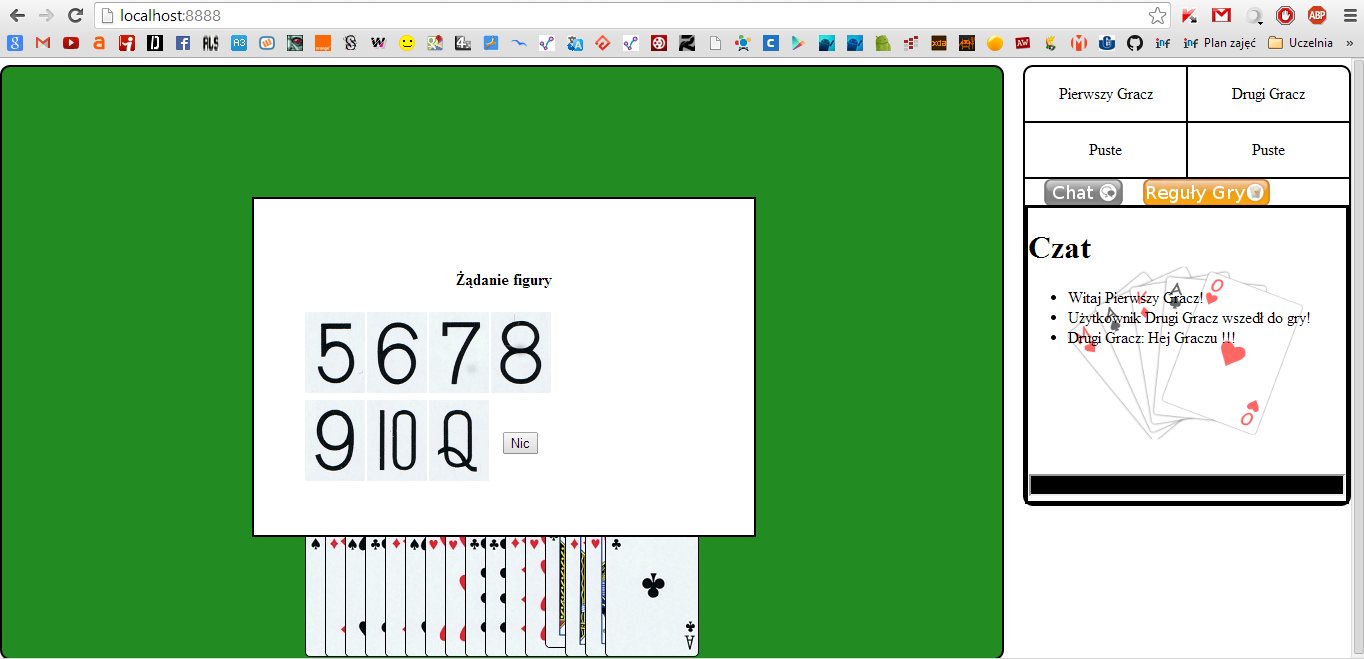 localhost:8888
Plan zajęć
Uczelnia
»
Pierwszy Gracz
Drugi Gracz
Puste
Puste
Chat
Reguły Gry
Żądanie figury
5 6 7 8
9 10 Q
Nic
Czat
Witaj Pierwszy Gracz!
Użytkownik Drugi Gracz wszedł do gry!
Drugi Gracz: Hej Graczu !!!
A